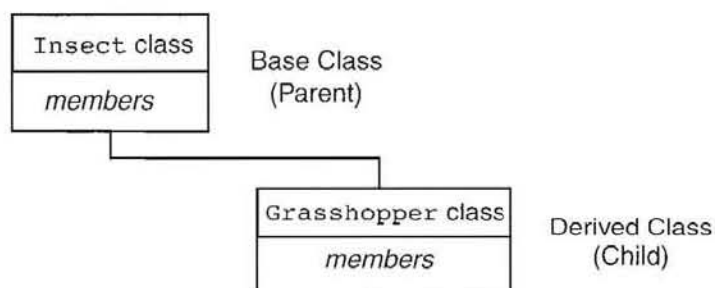 Insect class
members
Base Class
(Parent)
Grasshopper class
members
Derived Class
(Child)